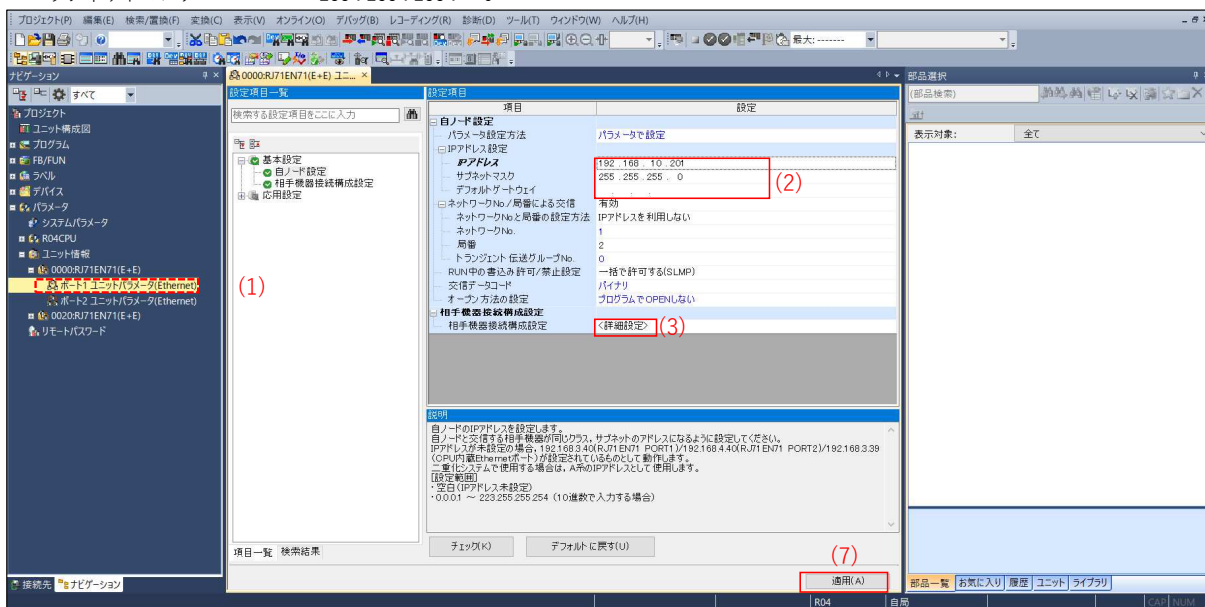 プロジェクト(P) 編集(E) 検索/置換(F) 変換(C) 表示(V) オンライン(O) デバッグ(B) レコーディング(R) 診断(D) ツール(T) ウィンドウ(W) ヘルプ(H)
最大: -------
ナビゲーション
すべて
プロジェクト
ユニット構成図
プログラム
FB/FUN
ラベル
デバイス
パラメータ
システムパラメータ
R04CPU
ユニット情報
0000:RJ71EN71(E+E)
ポート1 ユニットパラメータ(Ethernet)
ポート2 ユニットパラメータ(Ethernet)
0020:RJ71EN71(E+E)
リモートパスワード
接続先 ナビゲーション
0000:RJ71EN71(E+E) ユニ...
設定項目一覧
検索する設定項目をここに入力
基本設定
自ノード設定
相手機器接続構成設定
応用設定
(1)
項目一覧 検索結果
設定項目
項目 設定
自ノード設定
パラメータ設定方法 パラメータで設定
IPアドレス設定
IPアドレス 192 . 168 . 10 . 201
サブネットマスク 255 . 255 . 255 . 0
デフォルトゲートウェイ . . .
(2)
ネットワークNo./局番による交信 有効
ネットワークNoと局番の設定方法 IPアドレスを利用しない
ネットワークNo. 1
局番 2
トランジェント伝送グループNo. 0
RUN中の書込み許可/禁止設定 一括で許可する(SLMP)
交信データコード バイナリ
オープン方法の設定 プログラムでOPENしない
相手機器接続構成設定
相手機器接続構成設定 <詳細設定> (3)
説明
自ノードのIPアドレスを設定します。
自ノードと交信する相手機器が同じクラス，サブネットのアドレスになるように設定してください。
IPアドレスが未設定の場合，192.168.3.40(RJ71EN71 PORT1)/192.168.4.40(RJ71EN71 PORT2)/192.168.3.39
(CPU内蔵Ethernetポート)が設定されているものとして動作します。
二重化システムで使用する場合は，A系のIPアドレスとして使用します。
[設定範囲]
・空白(IPアドレス未設定)
・0.0.0.1 ～ 223.255.255.254 (10進数で入力する場合)
チェック(K) デフォルトに戻す(U)
(7)
適用(A)
部品選択
(部品検索)
表示対象: 全て
部品一覧 お気に入り 履歴 ユニット ライブラリ
R04 自局 CAP NUM